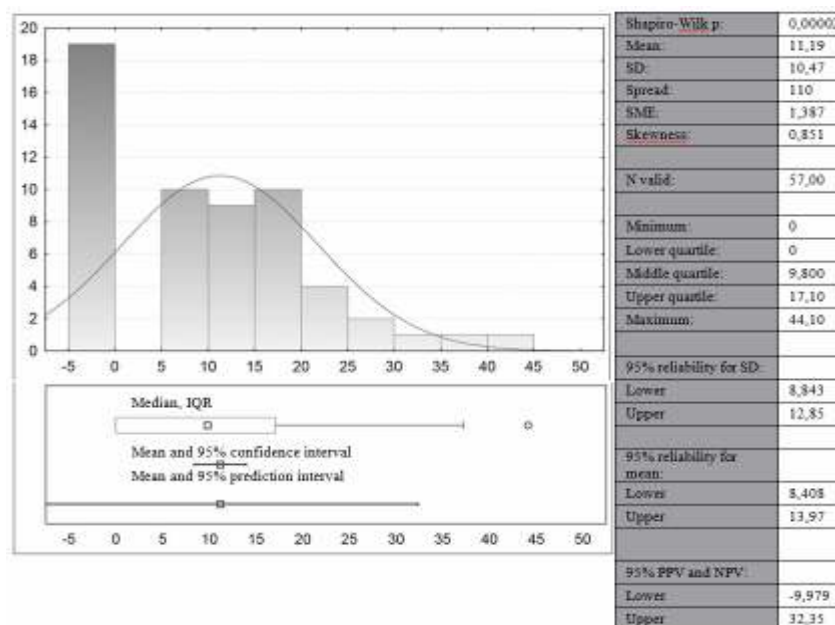 20
18
16
14
12
10
8
6
4
2
0
-5 0 5 10 15 20 25 30 35 40 45 50
Median, IQR
Mean and 95% confidence interval
Mean and 95% prediction interval
-5 0 5 10 15 20 25 30 35 40 45 50
Shapiro-Wilk p:
Mean: 11,19
SD: 10,47
Spread: 110
SME: 1,387
Skewness: 0,851
N valid: 57,00
Minimum: 0
Lower quartile: 0
Middle quartile: 9,800
Upper quartile: 17,10
Maximum: 44,10
95% reliability for SD:
Lower 8,843
Upper 12,85
95% reliability for
mean:
Lower 8,408
Upper 13,97
95% PPV and NPV:
Lower -9,979
Upper 32,35